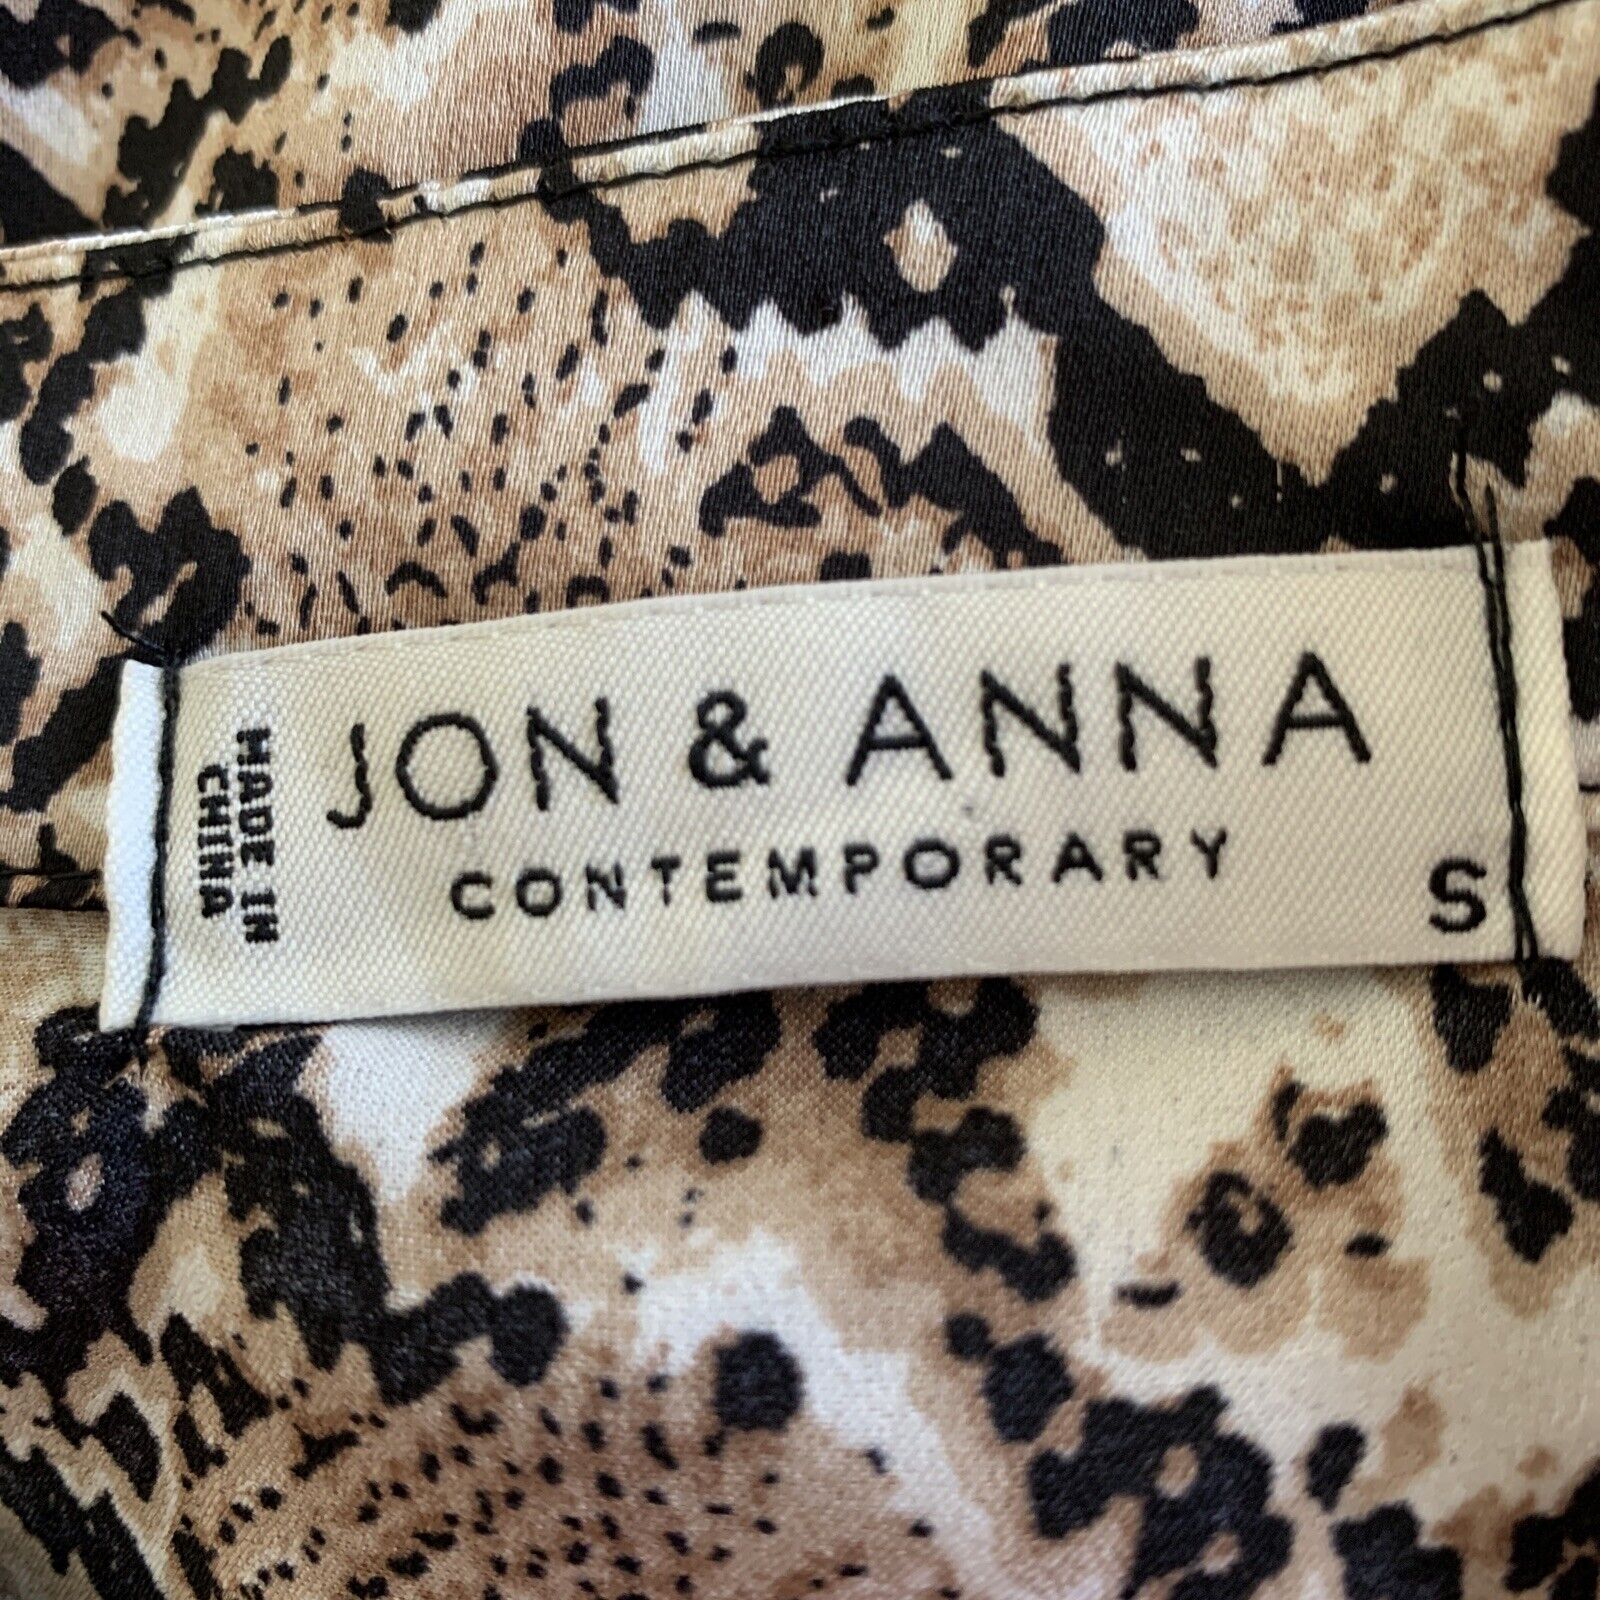 MADE IN
CHINA
JON & ANNA
CONTEMPORARY
S